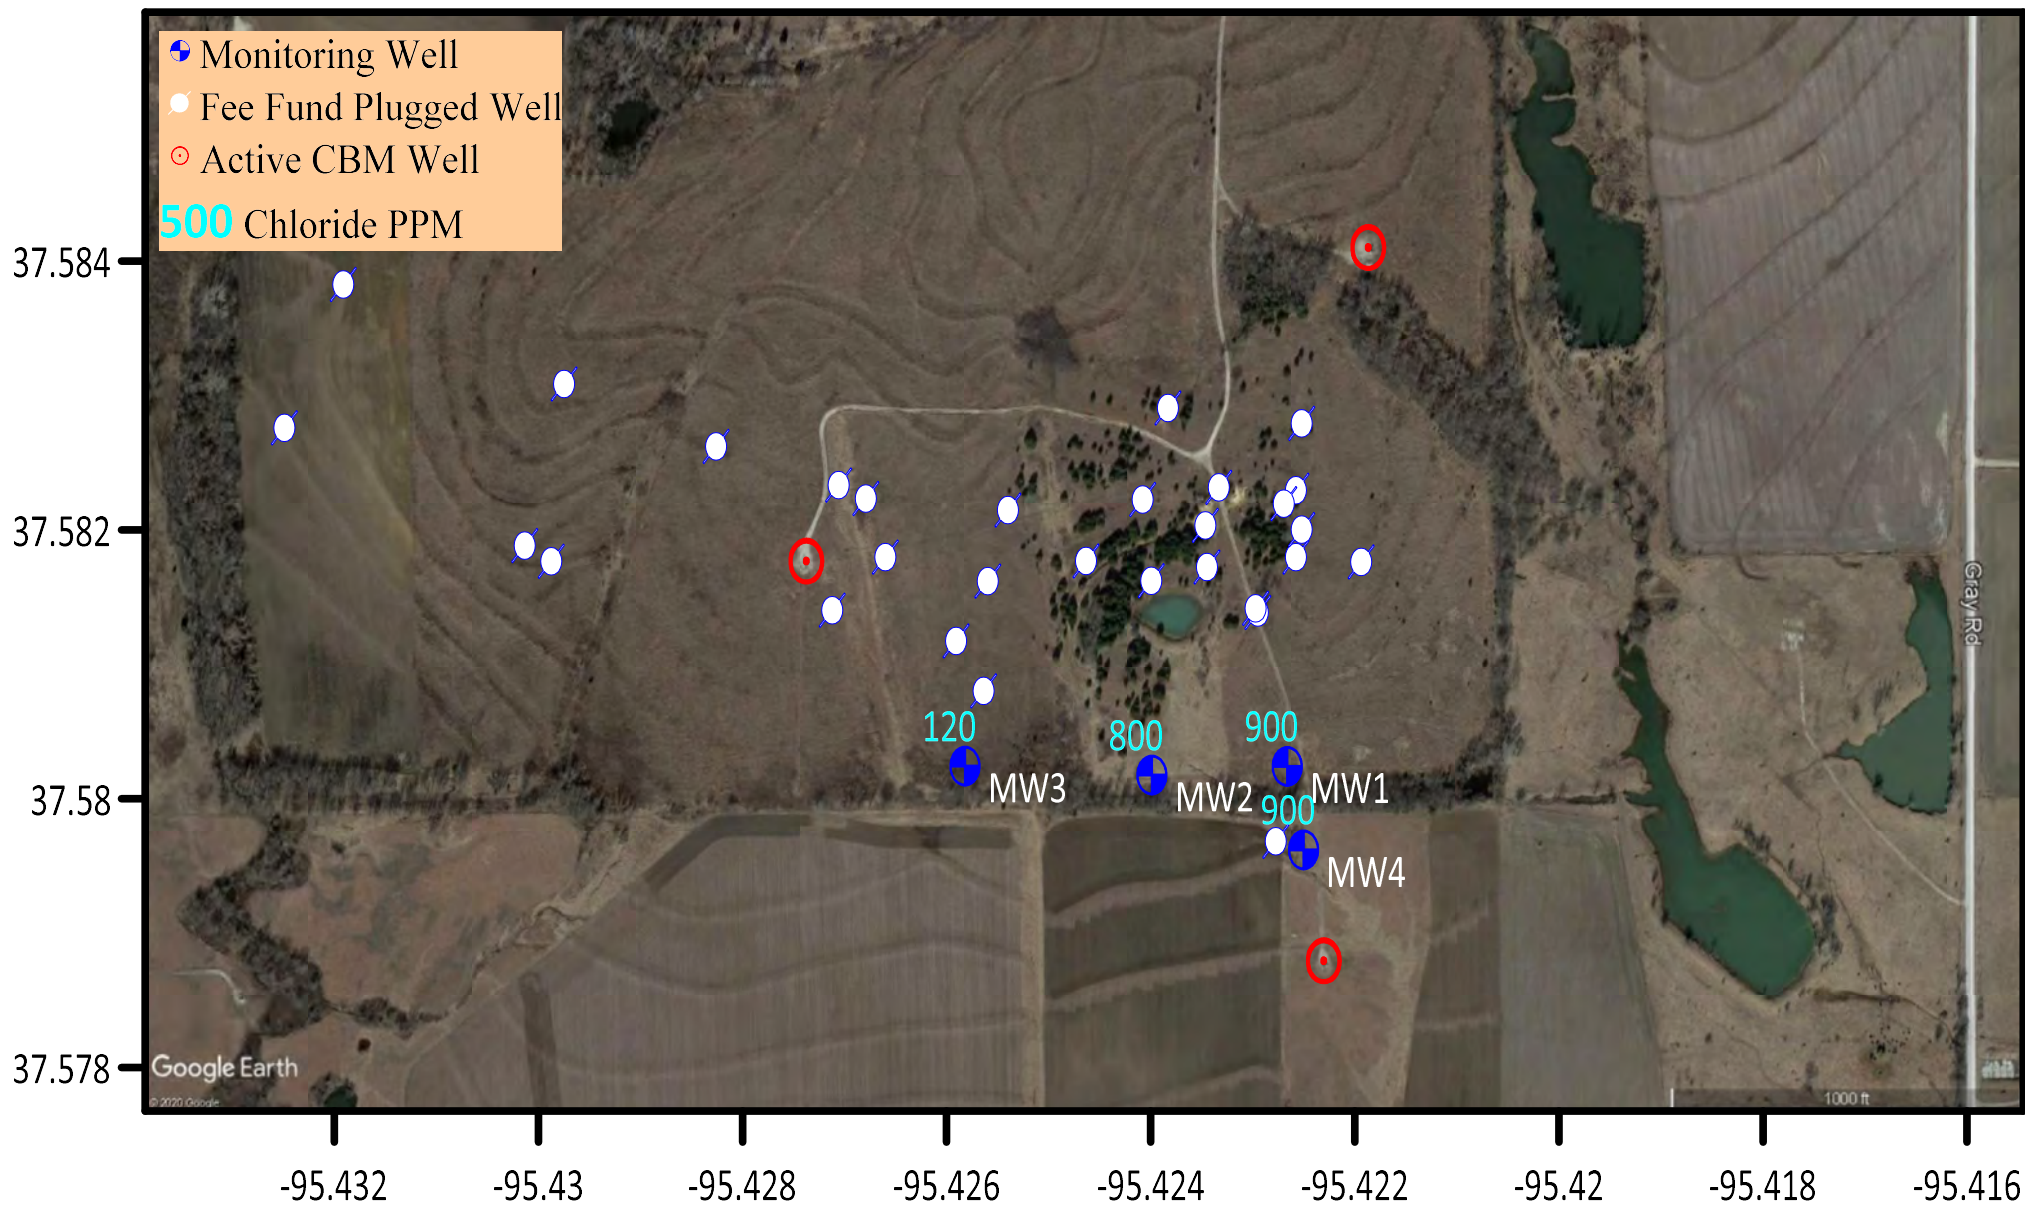 Monitoring Well
Fee Fund Plugged Well
Active CBM Well
500 Chloride PPM
37.584
37.582
37.58
37.578
Gray Rd
120
800
900
MW3
MW2
MW1
900
MW4
Google Earth
© 2020 Google
1000 ft
-95.432
-95.43
-95.428
-95.426
-95.424
-95.422
-95.42
-95.418
-95.416